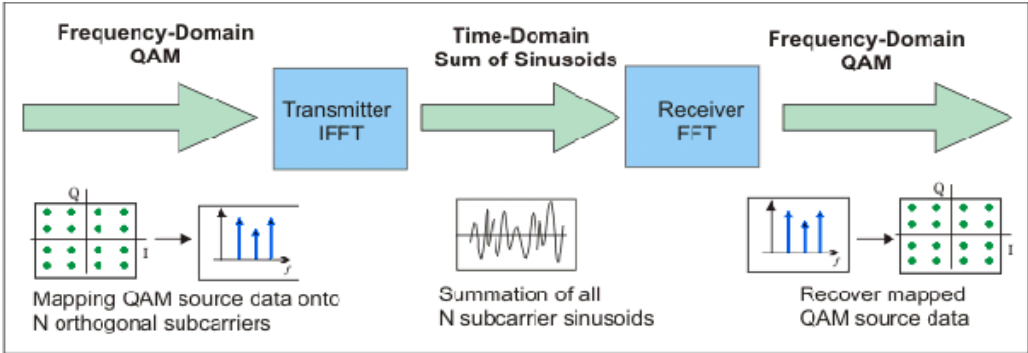 Frequency-Domain
QAM
Time-Domain
Sum of Sinusoids
Frequency-Domain
QAM
Transmitter
IFFT
Receiver
FFT
Q
I
f
Q
f
I
Mapping QAM source data onto
N orthogonal subcarriers
Summation of all
N subcarrier sinusoids
Recover mapped
QAM source data